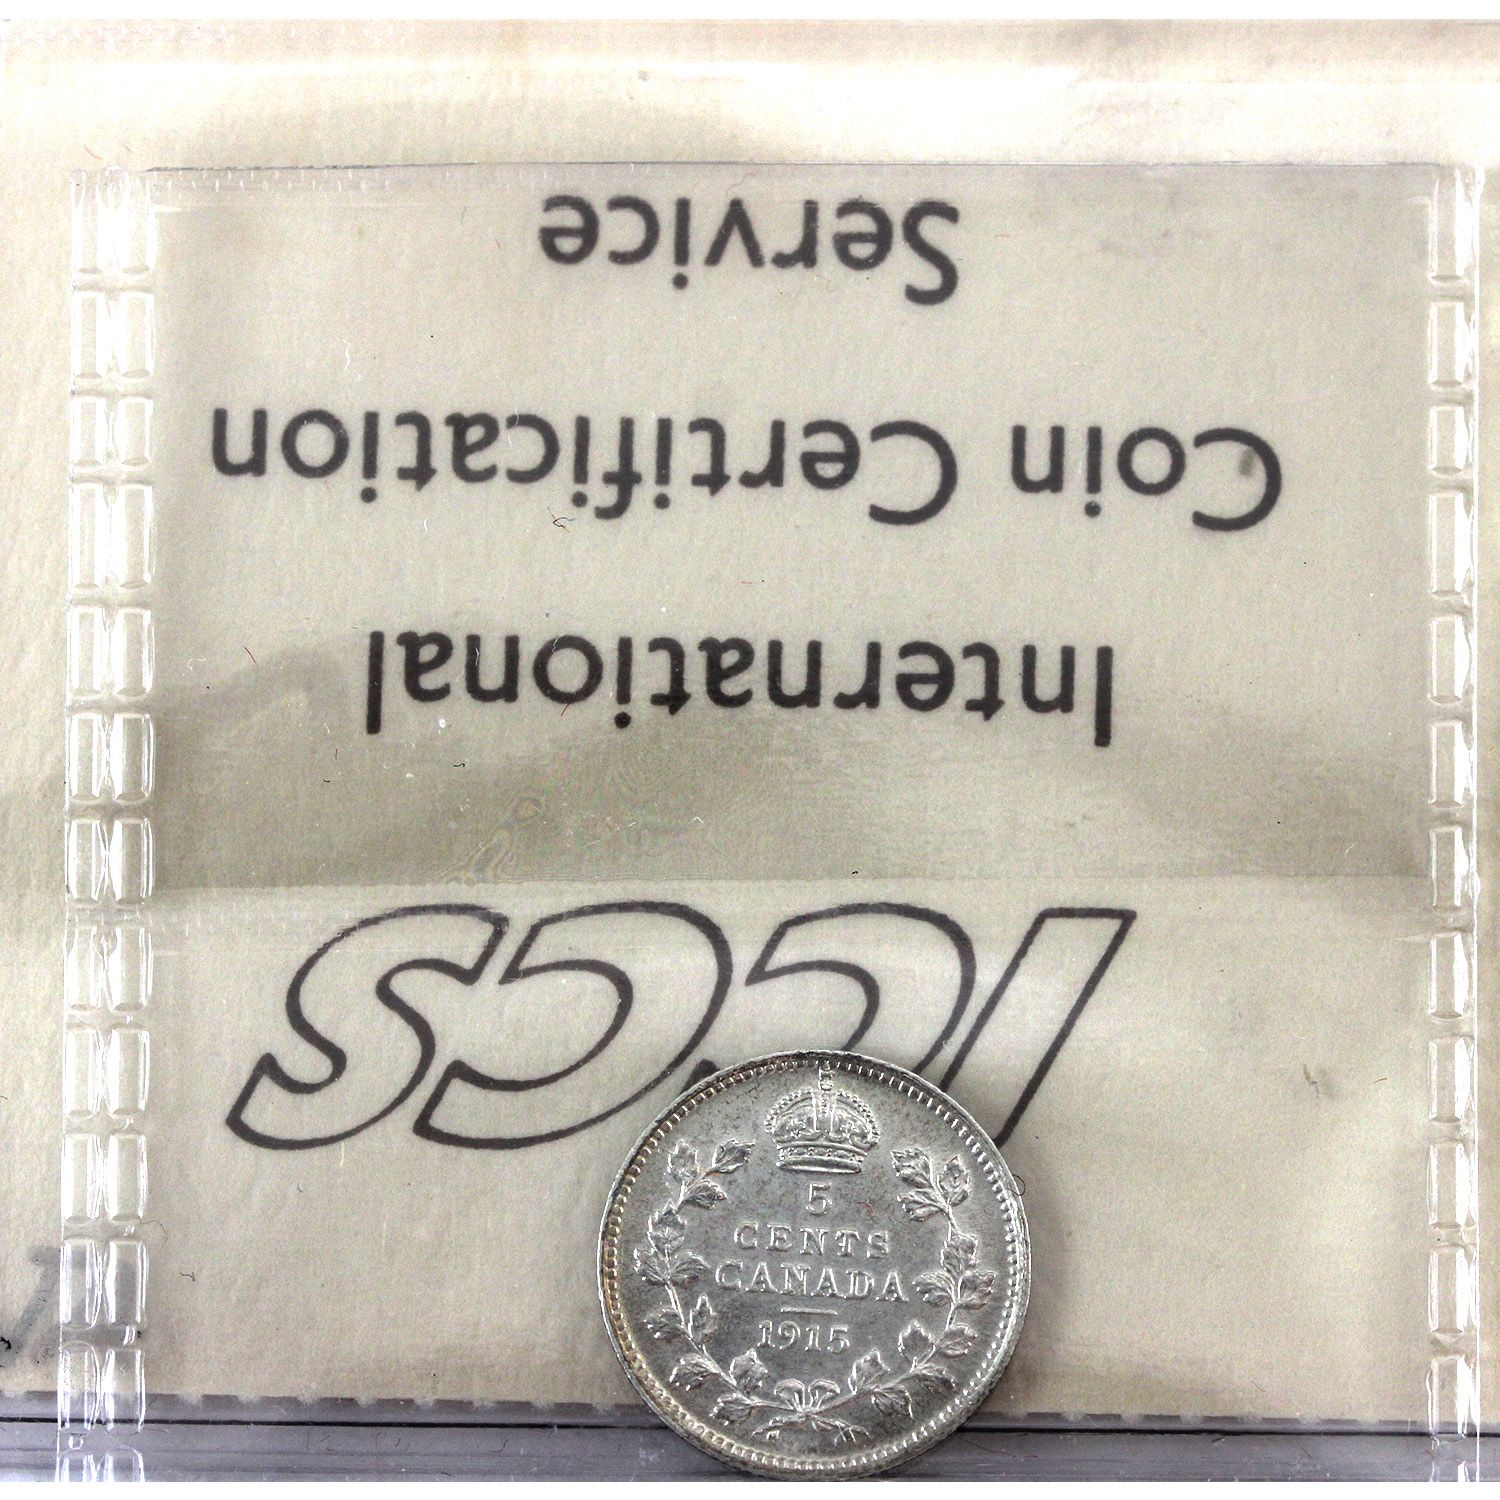 ICCS
International
Coin Certification
Service
5
CENTS
CANADA
1915